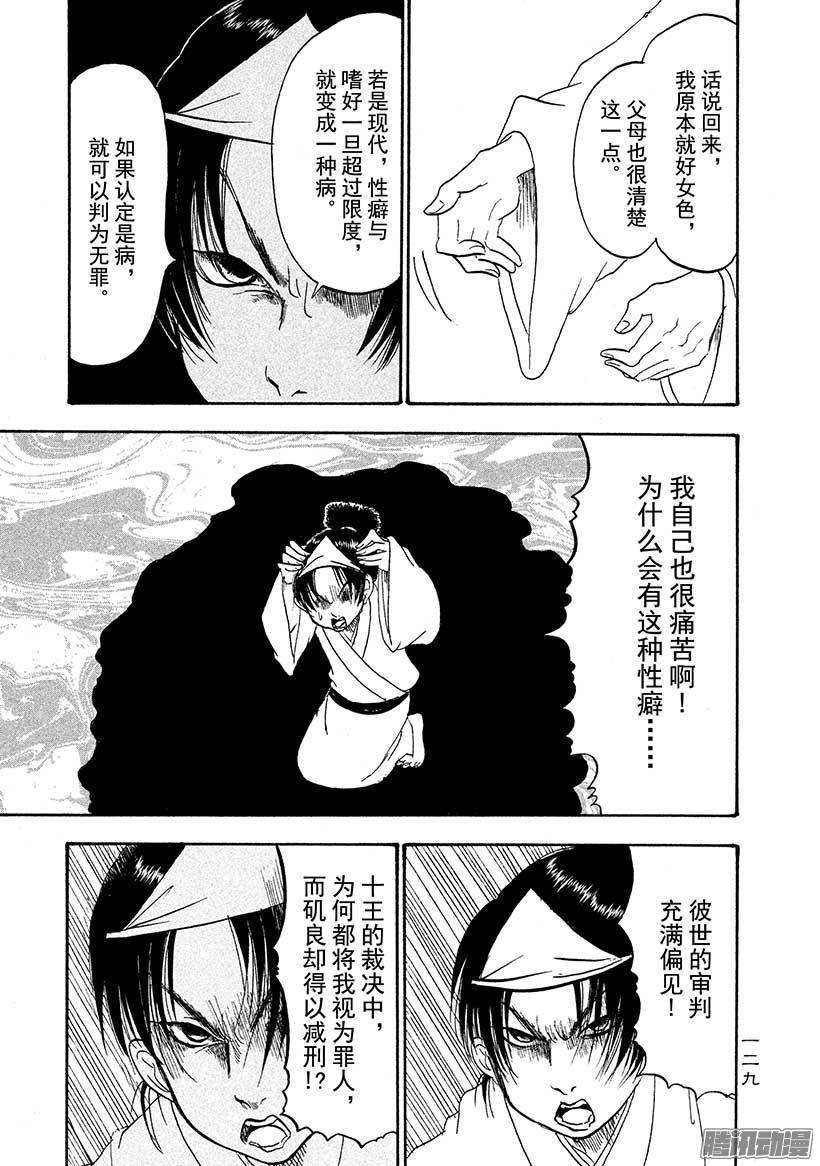 话说回来，
我原本就好女色，
父母也很清楚
这一点。
若是现代，性癖与
嗜好一旦超过限度，
就变成一种病。
如果认定是病，
就可以判为无罪。
我自己也很痛苦啊！
为什么会有这种性癖……
彼世的审判
充满偏见！
十王的裁决中，
为何都将我视为罪人，
而矶良却得以减刑!?
一二九
腾讯动漫